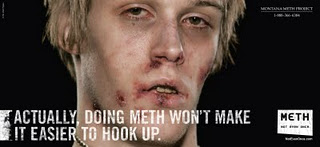 MONTANA METH PROJECT
ACTUALLY, DOING METH WON'T MAKE
IT EASIER TO HOOK UP.
METH
NOT EVEN ONCE